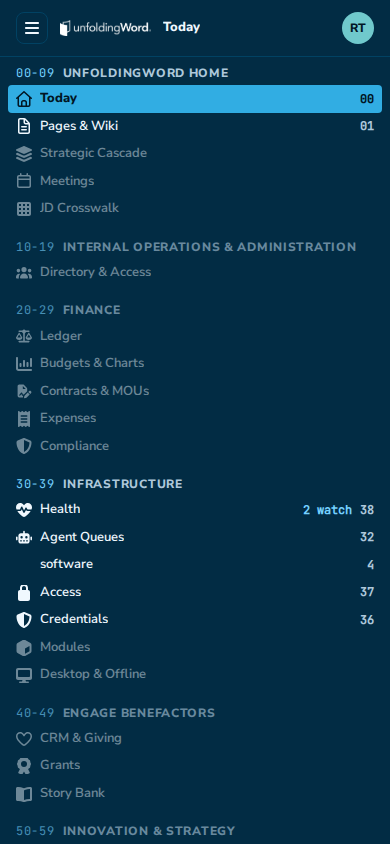 unfoldingWord. Today RT
00-09 UNFOLDINGWORD HOME
Today 00
Pages & Wiki 01
Strategic Cascade
Meetings
JD Crosswalk
10-19 INTERNAL OPERATIONS & ADMINISTRATION
Directory & Access
20-29 FINANCE
Ledger
Budgets & Charts
Contracts & MOUs
Expenses
Compliance
30-39 INFRASTRUCTURE
Health 2 watch 38
Agent Queues 32
software 4
Access 37
Credentials 36
Modules
Desktop & Offline
40-49 ENGAGE BENEFACTORS
CRM & Giving
Grants
Story Bank
50-59 INNOVATION & STRATEGY